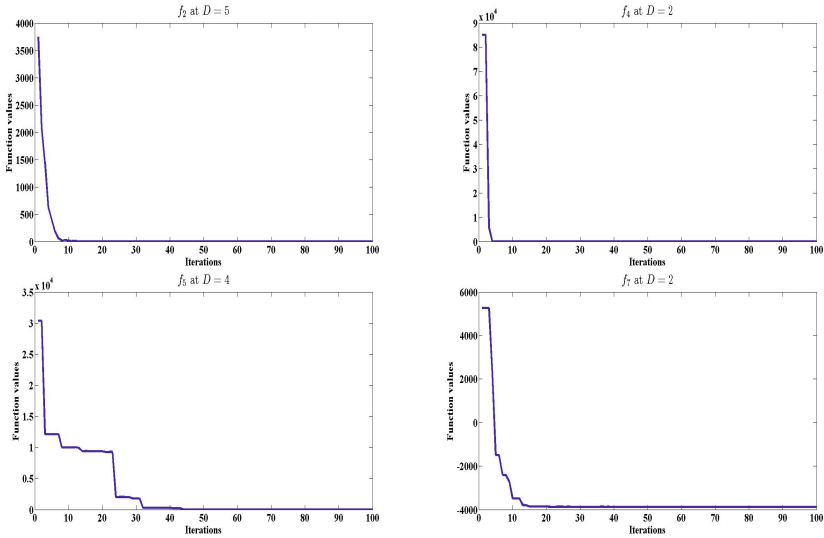 f2 at D = 5
4000
3500
3000
2500
2000
1500
1000
500
0
Function values
0 10 20 30 40 50 60 70 80 90 100
Iterations
f4 at D = 2
x 10^4
9
8
7
6
5
4
3
2
1
0
Function values
0 10 20 30 40 50 60 70 80 90 100
Iterations
f5 at D = 4
x 10^4
3.5
3
2.5
2
1.5
1
0.5
0
Function values
0 10 20 30 40 50 60 70 80 90 100
Iterations
f7 at D = 2
6000
4000
2000
0
-2000
-4000
Function values
0 10 20 30 40 50 60 70 80 90 100
Iterations